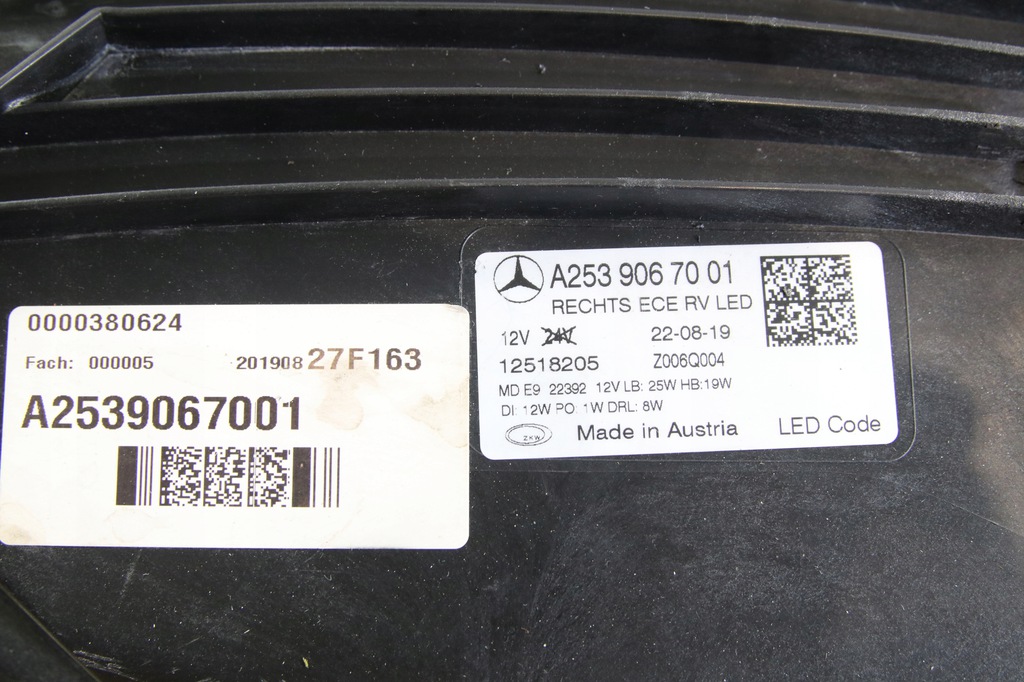 0000380624
Fach: 000005 201908 27F163
A2539067001
A253 906 70 01
RECHTS ECE RV LED
12V 24V 22-08-19
12518205 Z006Q004
MD E9 22392 12V LB: 25W HB:19W
DI: 12W PO: 1W DRL: 8W
ZKW Made in Austria LED Code